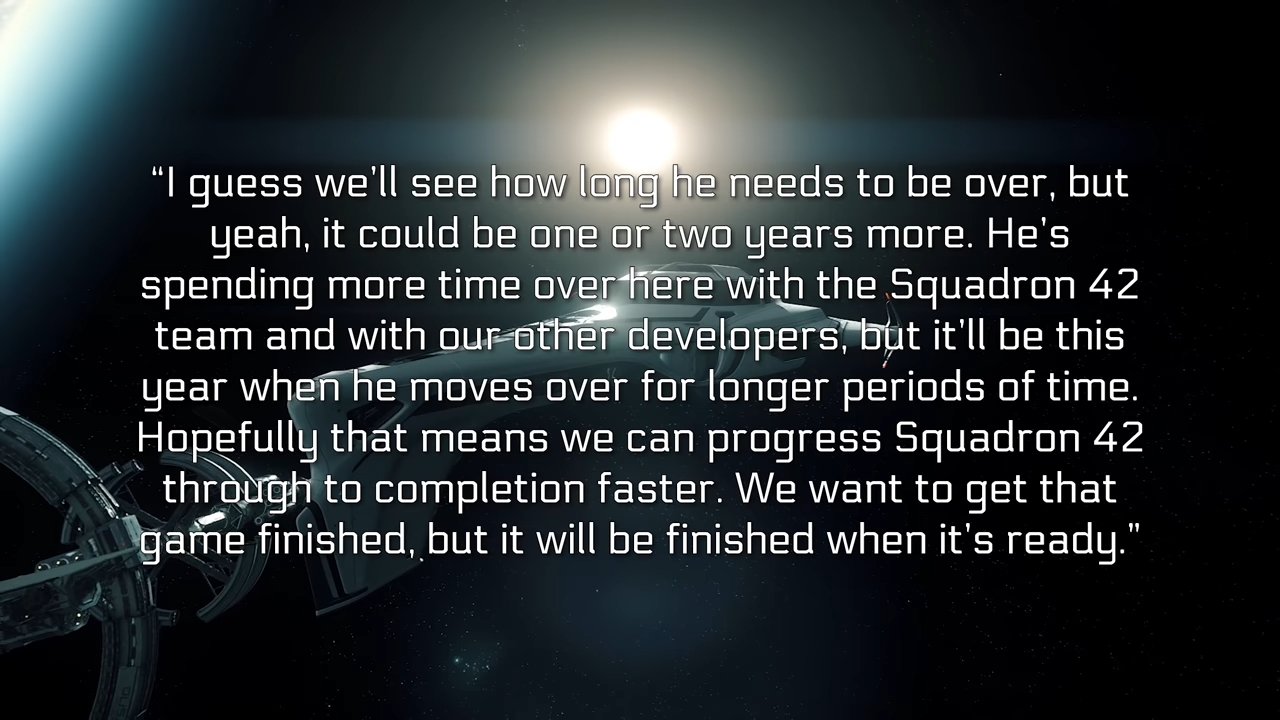 “I guess we’ll see how long he needs to be over, but
yeah, it could be one or two years more. He’s
spending more time over here with the Squadron 42
team and with our other developers, but it’ll be this
year when he moves over for longer periods of time.
Hopefully that means we can progress Squadron 42
through to completion faster. We want to get that
game finished, but it will be finished when it’s ready.”